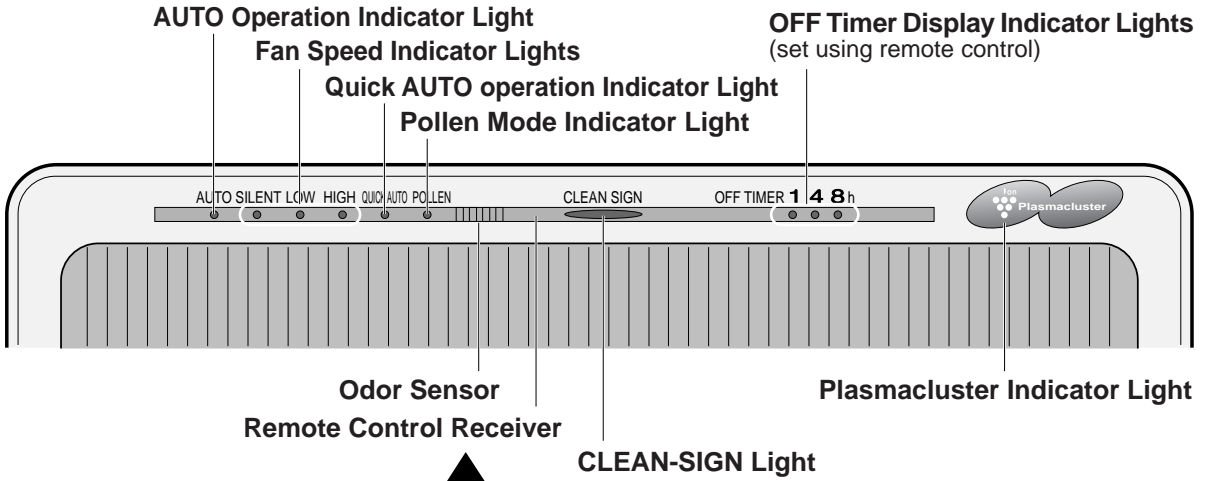 AUTO Operation Indicator Light
OFF Timer Display Indicator Lights
(set using remote control)
Fan Speed Indicator Lights
Quick AUTO operation Indicator Light
Pollen Mode Indicator Light
AUTO SILENT LOW HIGH QUICK AUTO POLLEN CLEAN SIGN OFF TIMER 1 4 8 h
Ion
Plasmacluster
Odor Sensor
Plasmacluster Indicator Light
Remote Control Receiver
CLEAN-SIGN Light